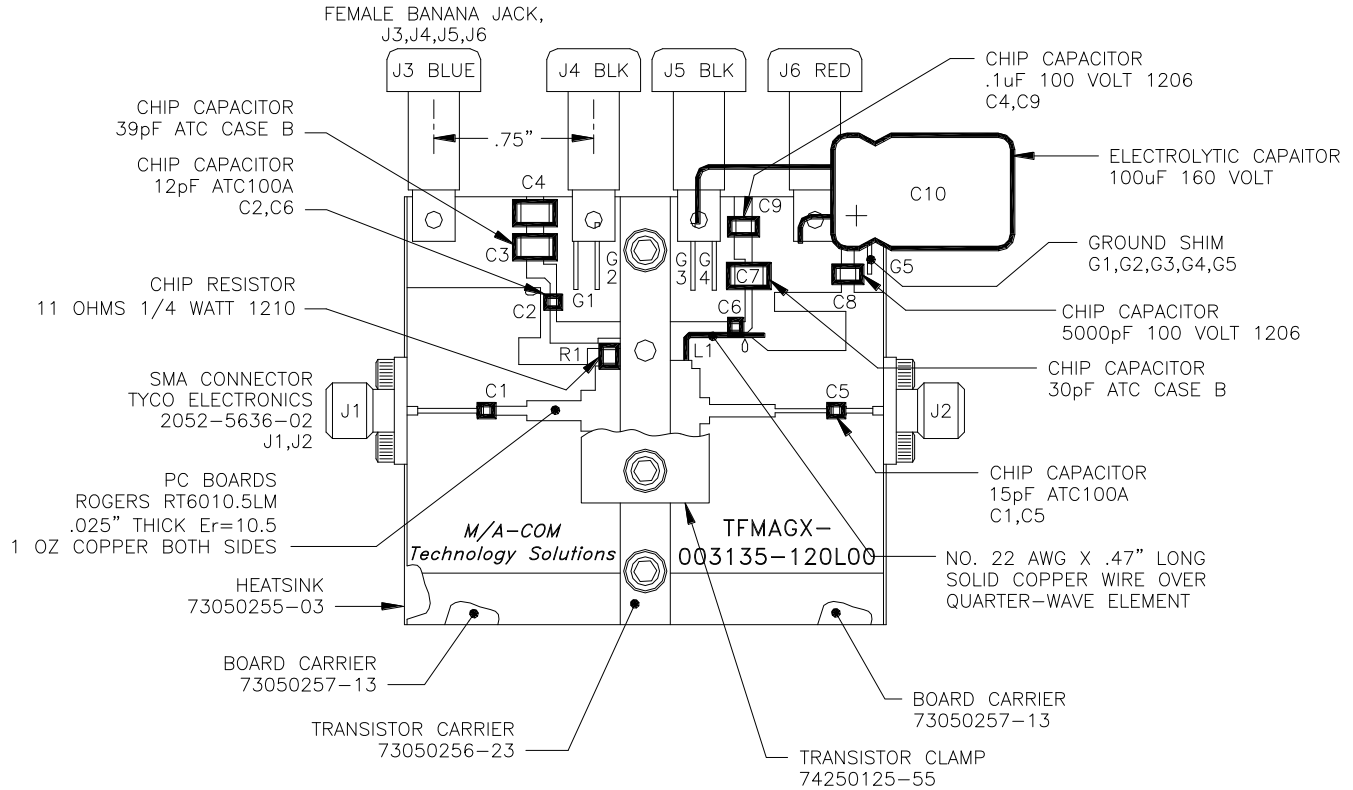 FEMALE BANANA JACK,
J3,J4,J5,J6
J3 BLUE
J4 BLK
J5 BLK
J6 RED
CHIP CAPACITOR
.1uF 100 VOLT 1206
C4,C9
CHIP CAPACITOR
39pF ATC CASE B
.75"
ELECTROLYTIC CAPAITOR
100uF 160 VOLT
CHIP CAPACITOR
12pF ATC100A
C2,C6
C4
C9
C10
C3
G2
G3
G4
C7
G5
GROUND SHIM
G1,G2,G3,G4,G5
CHIP RESISTOR
11 OHMS 1/4 WATT 1210
C2
G1
C6
C8
CHIP CAPACITOR
5000pF 100 VOLT 1206
R1
L1
CHIP CAPACITOR
30pF ATC CASE B
SMA CONNECTOR
TYCO ELECTRONICS
2052-5636-02
J1,J2
J1
C1
C5
J2
PC BOARDS
ROGERS RT6010.5LM
.025" THICK Er=10.5
1 OZ COPPER BOTH SIDES
CHIP CAPACITOR
15pF ATC100A
C1,C5
M/A-COM
Technology Solutions
TFMAGX-
003135-120L00
NO. 22 AWG X .47" LONG
SOLID COPPER WIRE OVER
QUARTER-WAVE ELEMENT
HEATSINK
73050255-03
BOARD CARRIER
73050257-13
BOARD CARRIER
73050257-13
TRANSISTOR CARRIER
73050256-23
TRANSISTOR CLAMP
74250125-55